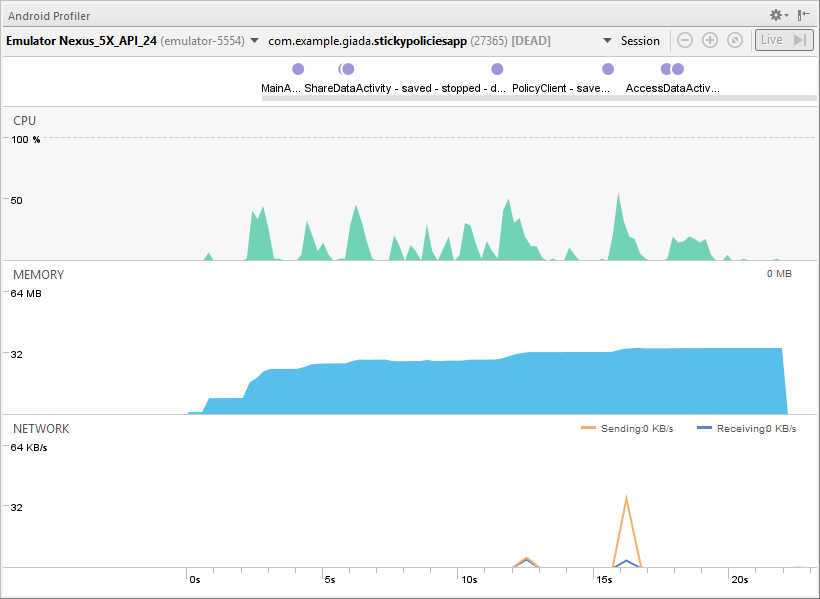 Android Profiler
Emulator Nexus_5X_API_24 (emulator-5554) com.example.giada.stickypoliciesapp (27365) [DEAD] Session Live
MainA... ShareDataActivity - saved - stopped - d... PolicyClient - save... AccessDataActiv...
CPU
100 %
50
MEMORY 0 MB
64 MB
32
NETWORK Sending:0 KB/s Receiving:0 KB/s
64 KB/s
32
0s 5s 10s 15s 20s